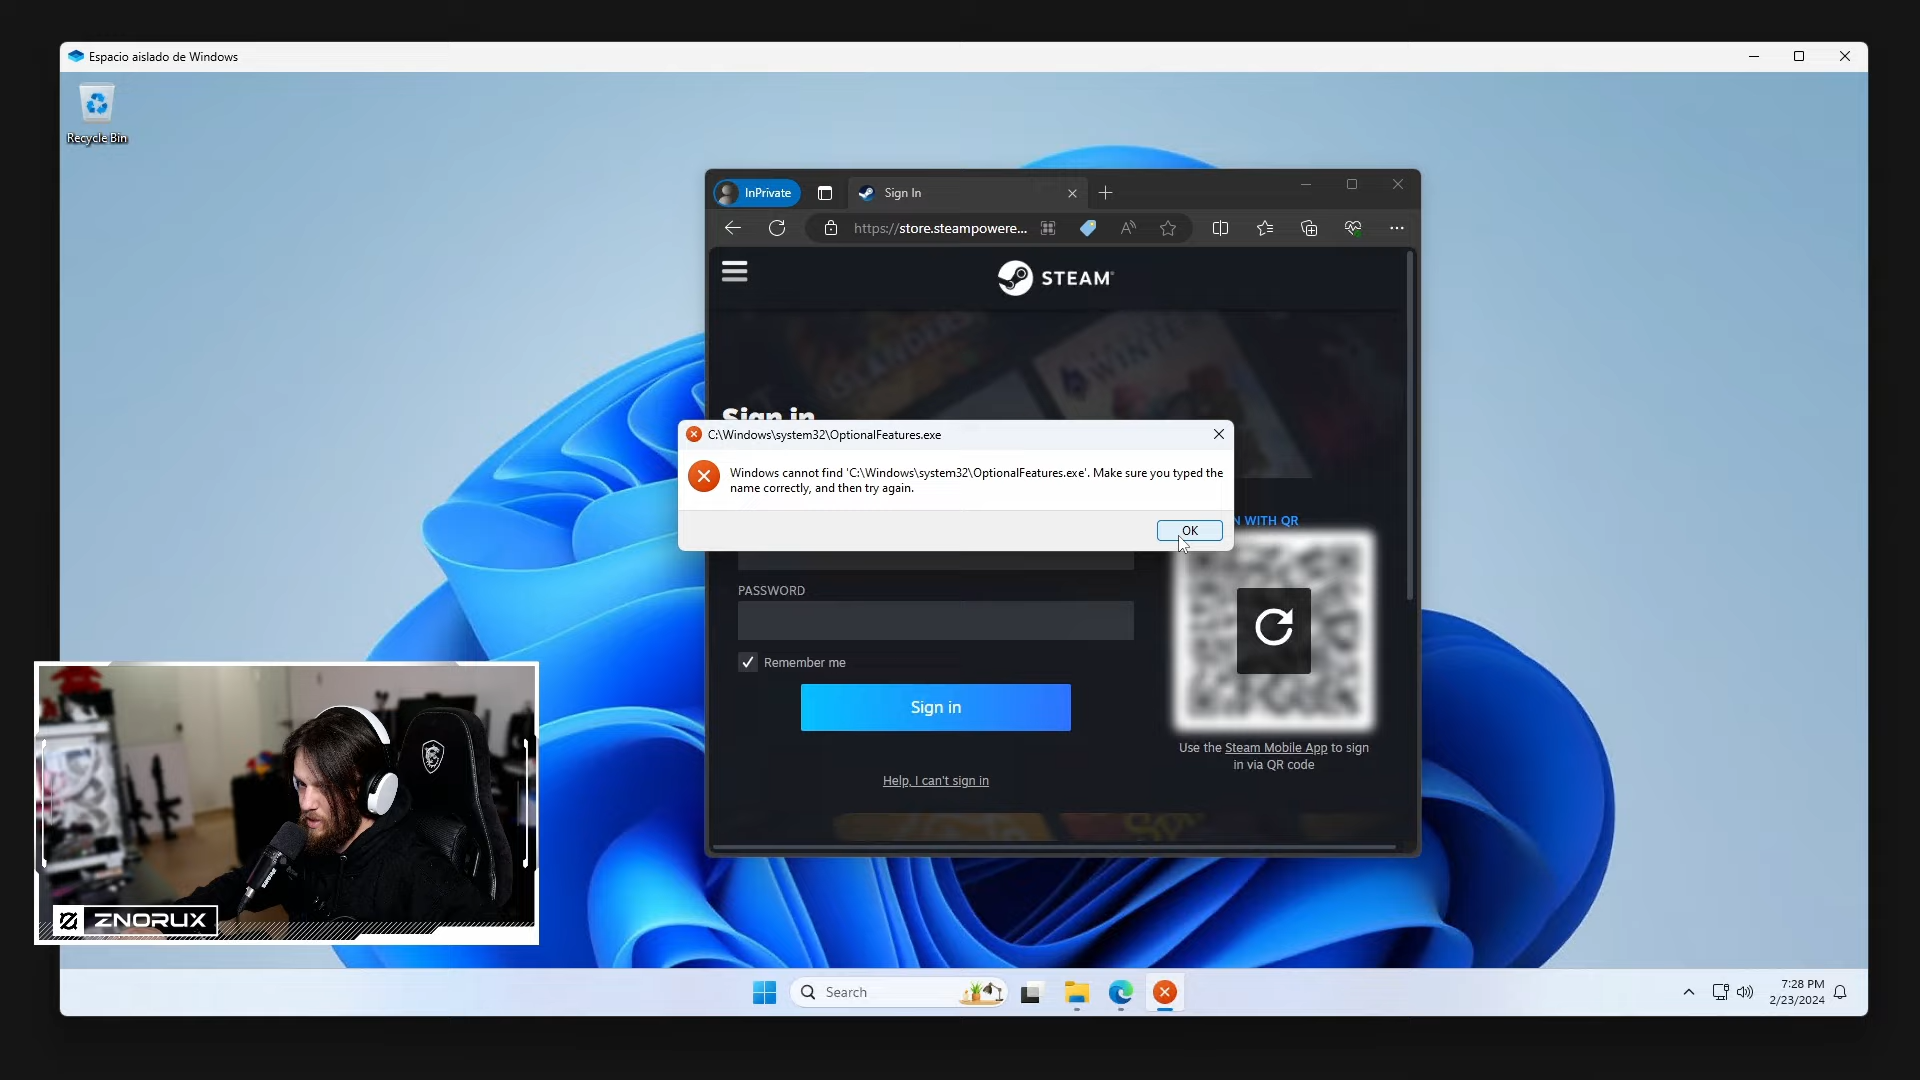 Espacio aislado de Windows
Recycle Bin
InPrivate
Sign In
https://store.steampowere...
STEAM
ISLANDERS
WINTER
Sign in
C:\Windows\system32\OptionalFeatures.exe
Windows cannot find 'C:\Windows\system32\OptionalFeatures.exe'. Make sure you typed the
name correctly, and then try again.
OK
WITH QR
PASSWORD
Remember me
Sign in
Use the Steam Mobile App to sign
in via QR code
Help, I can't sign in
ZNORUX
Search
7:28 PM
2/23/2024